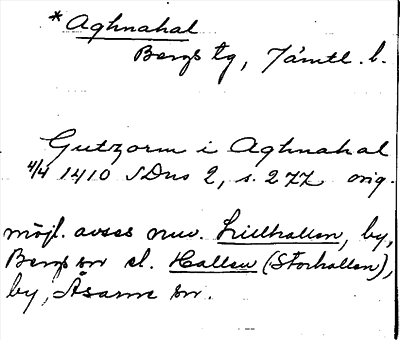 * Aghnahal
Bergs tg, Jämtl. l.
Gutzorm i Aghnahal
4/4 1410 SDns 2, s. 277 orig.
möjl. avses nuv. Lillhallen, by,
Bergs sn el. Hallen (Storhallen),
by, Åsarne sn.